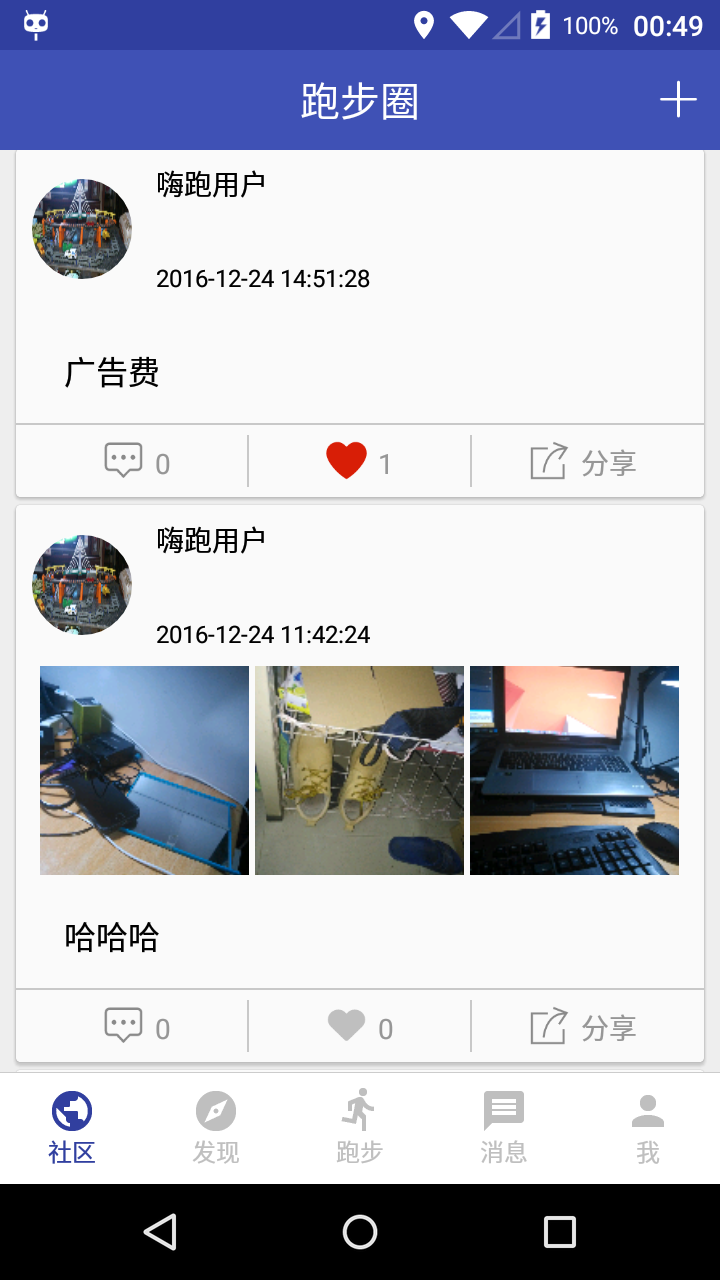 100% 00:49
跑步圈
嗨跑用户
2016-12-24 14:51:28
广告费
0 1 分享
嗨跑用户
2016-12-24 11:42:24
哈哈哈
0 0 分享
社区 发现 跑步 消息 我